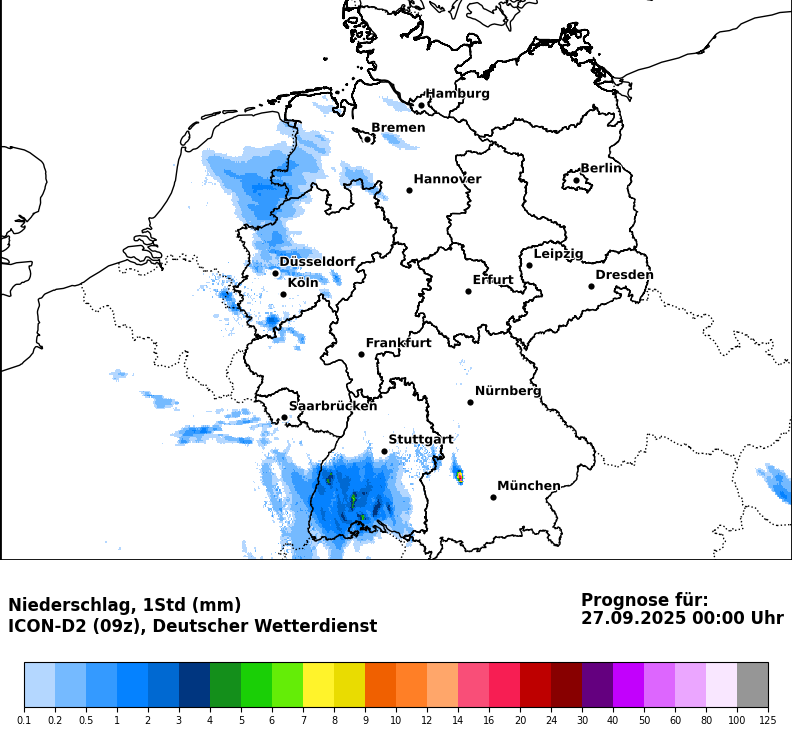 Hamburg
Bremen
Berlin
Hannover
Leipzig
Düsseldorf
Dresden
Köln
Erfurt
Frankfurt
Nürnberg
Saarbrücken
Stuttgart
München
Niederschlag, 1Std (mm)
ICON-D2 (09z), Deutscher Wetterdienst
Prognose für:
27.09.2025 00:00 Uhr
0.1 0.2 0.5 1 2 3 4 5 6 7 8 9 10 12 14 16 20 24 30 40 50 60 80 100 125